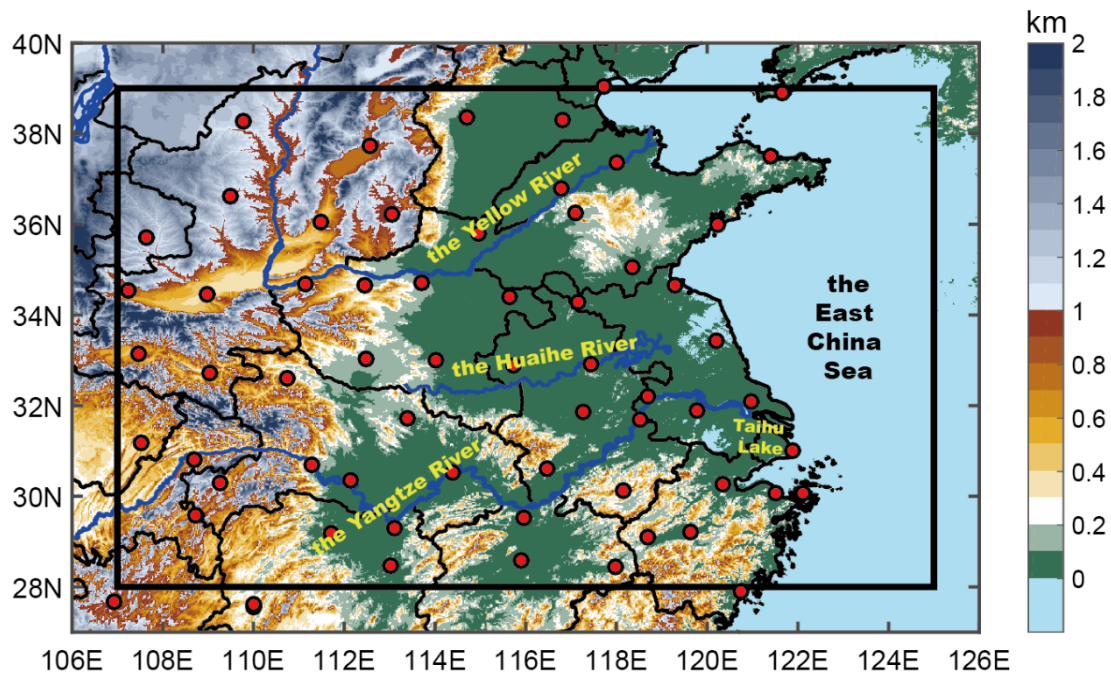 km
40N
38N
36N
34N
32N
30N
28N
the Yellow River
the Huaihe River
the Yangtze River
Taihu
Lake
the
East
China
Sea
2
1.8
1.6
1.4
1.2
1
0.8
0.6
0.4
0.2
0
106E 108E 110E 112E 114E 116E 118E 120E 122E 124E 126E